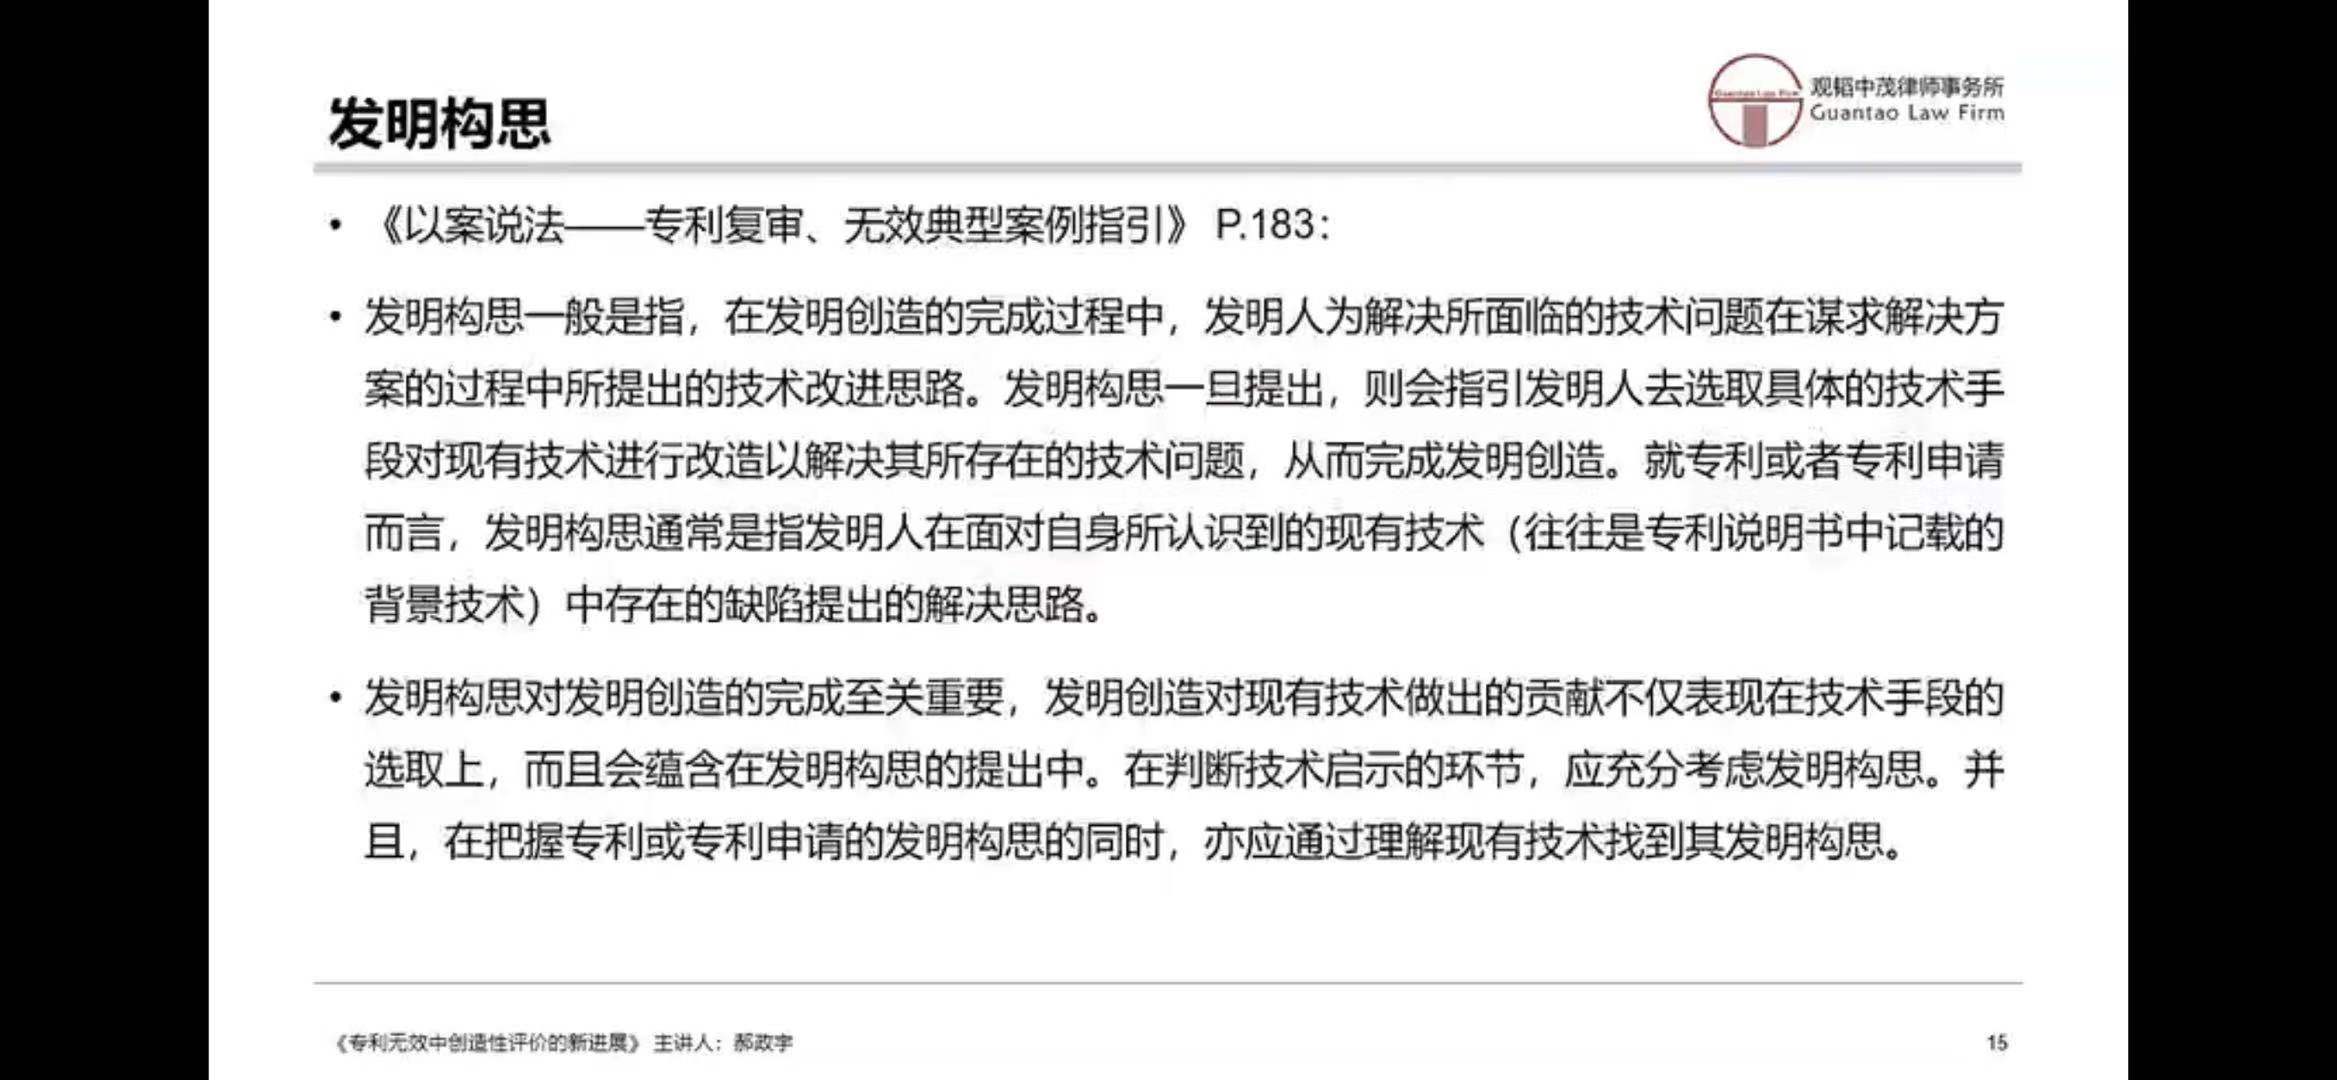 发明构思
观韬中茂律师事务所
Guantao Law Firm
• 《以案说法——专利复审、无效典型案例指引》 P.183：
• 发明构思一般是指，在发明创造的完成过程中，发明人为解决所面临的技术问题在谋求解决方
案的过程中所提出的技术改进思路。发明构思一旦提出，则会指引发明人去选取具体的技术手
段对现有技术进行改造以解决其所存在的技术问题，从而完成发明创造。就专利或者专利申请
而言，发明构思通常是指发明人在面对自身所认识到的现有技术（往往是专利说明书中记载的
背景技术）中存在的缺陷提出的解决思路。
• 发明构思对发明创造的完成至关重要，发明创造对现有技术做出的贡献不仅表现在技术手段的
选取上，而且会蕴含在发明构思的提出中。在判断技术启示的环节，应充分考虑发明构思。并
且，在把握专利或专利申请的发明构思的同时，亦应通过理解现有技术找到其发明构思。
《专利无效中创造性评价的新进展》 主讲人：郝政宇
15